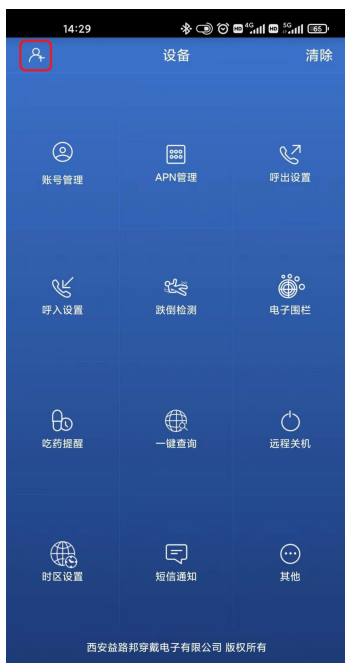 14:29 HD 4G HD 5G 65
设备 清除
账号管理 APN管理 呼出设置
呼入设置 跌倒检测 电子围栏
吃药提醒 一键查询 远程关机
时区设置 短信通知 其他
西安益路邦穿戴电子有限公司 版权所有